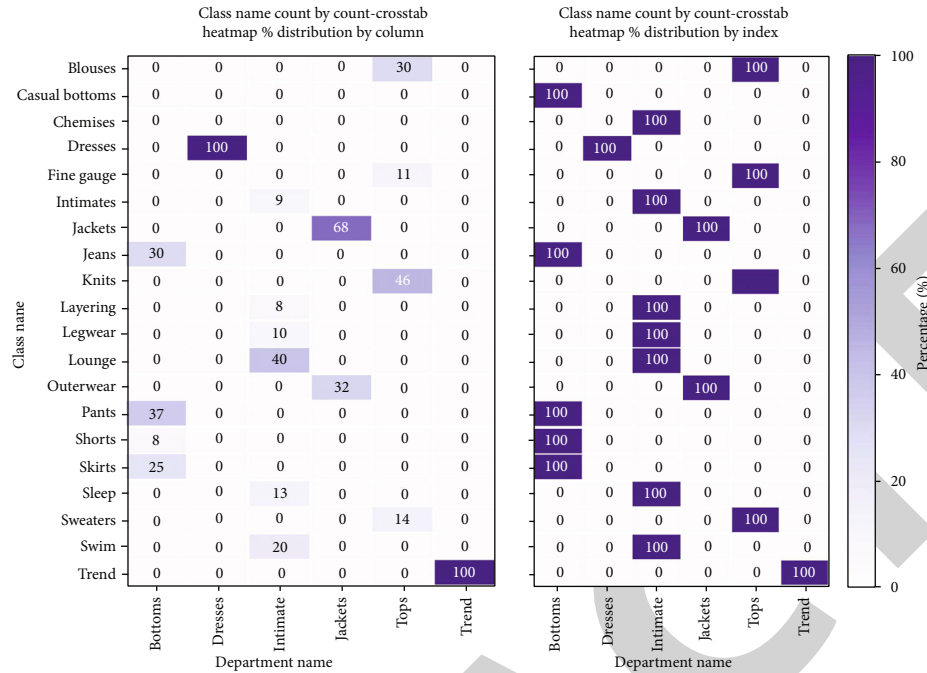 Class name count by count-crosstab
heatmap % distribution by column
Class name count by count-crosstab
heatmap % distribution by index
Class nane
Blouses 0 0 0 0 30 0
Casual bottoms 0 0 0 0 0 0
Chemises 0 0 0 0 0 0
Dresses 0 100 0 0 0 0
Fine gauge 0 0 0 0 11 0
Intimates 0 0 9 0 0 0
Jackets 0 0 0 68 0 0
Jeans 30 0 0 0 0 0
Knits 0 0 0 0 46 0
Layering 0 0 8 0 0 0
Legwear 0 0 10 0 0 0
Lounge 0 0 40 0 0 0
Outerwear 0 0 0 32 0 0
Pants 37 0 0 0 0 0
Shorts 8 0 0 0 0 0
Skirts 25 0 0 0 0 0
Sleep 0 0 13 0 0 0
Sweaters 0 0 0 0 14 0
Swim 0 0 20 0 0 0
Trend 0 0 0 0 0 100
Bottoms
Dresses
Intimate
Jackets
Tops
Trend
Department name
0 0 0 0 100 0
100 0 0 0 0 0
0 0 100 0 0 0
0 100 0 0 0 0
0 0 0 0 100 0
0 0 100 0 0 0
0 0 0 100 0 0
100 0 0 0 0 0
0 0 0 0 0
0 0 100 0 0 0
0 0 100 0 0 0
0 0 100 0 0 0
0 0 0 100 0 0
100 0 0 0 0 0
100 0 0 0 0 0
100 0 0 0 0 0
0 0 100 0 0 0
0 0 0 0 100 0
0 0 100 0 0 0
0 0 0 0 0 100
Bottoms
Dresses
Intimate
Jackets
Tops
Trend
Department name
100
80
60
40
20
0
Percentage (%)